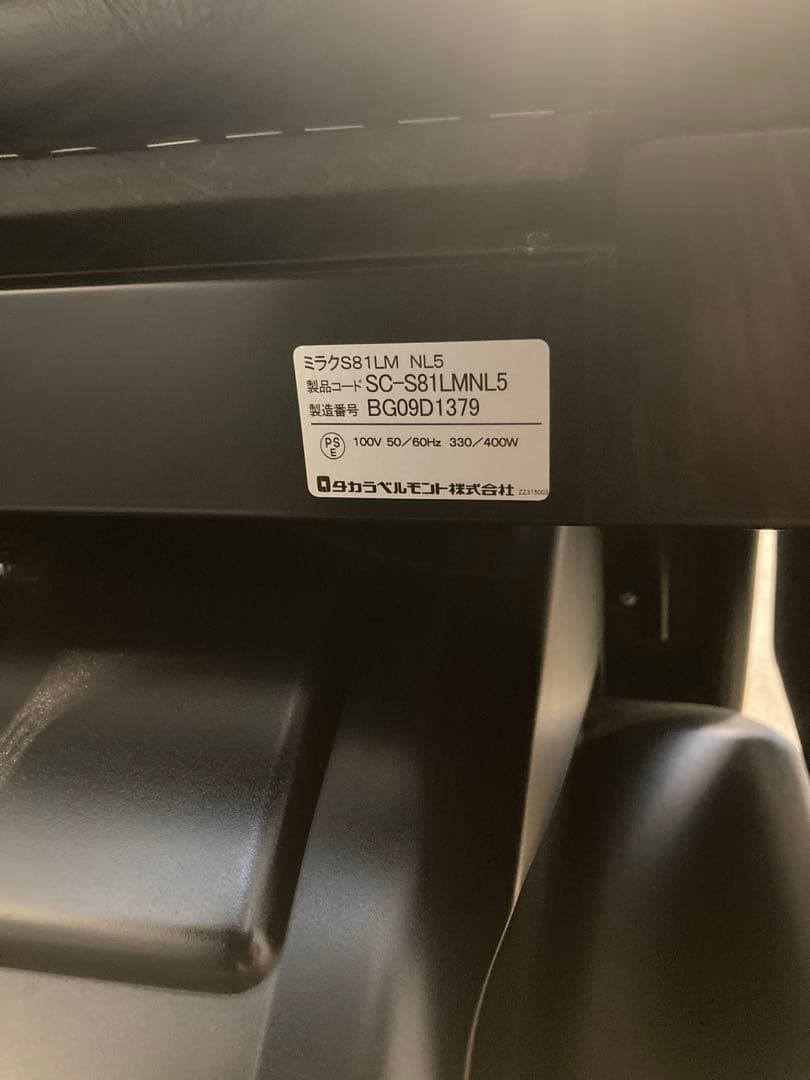 ミラクS81LM NL5
製品コード SC-S81LMNL5
製造番号 BG09D1379
PS E 100V 50/60Hz 330/400W
タカラベルモント株式会社 ZZ315003